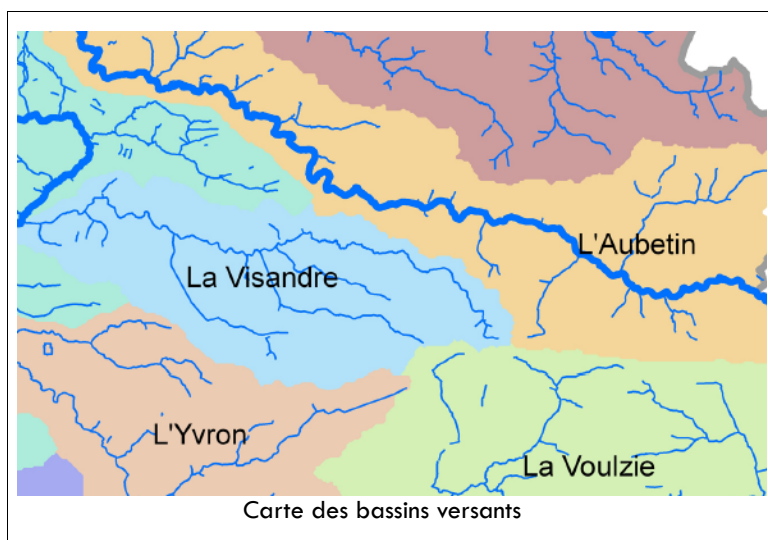 L'Aubetin
La Visandre
L'Yvron
La Voulzie
Carte des bassins versants